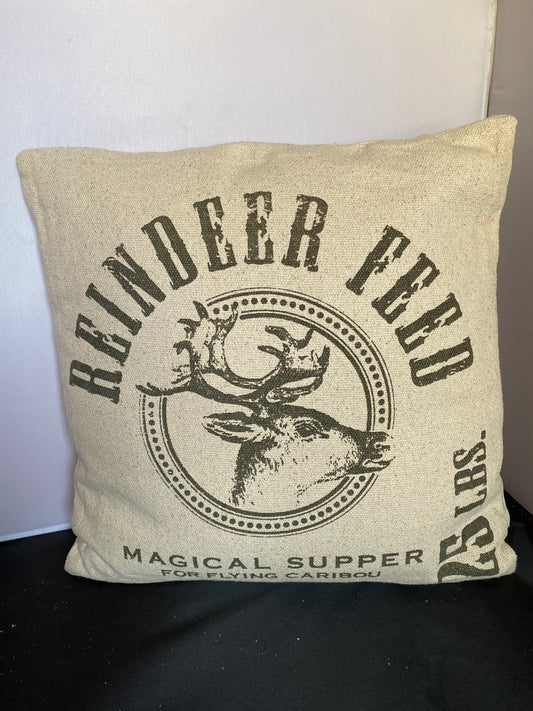 REINDEER FEED
MAGICAL SUPPER
FOR FLYING CARIBOU
25 LBS.